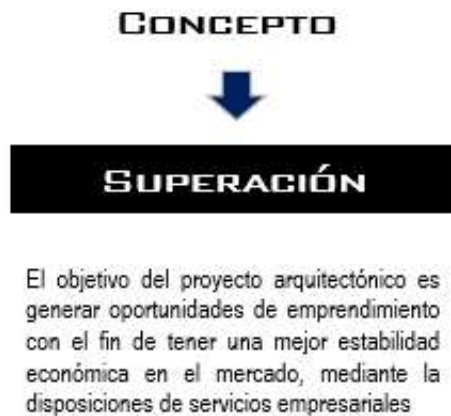 CONCEPTO
SUPERACIÓN
El objetivo del proyecto arquitectónico es
generar oportunidades de emprendimiento
con el fin de tener una mejor estabilidad
económica en el mercado, mediante la
disposiciones de servicios empresariales